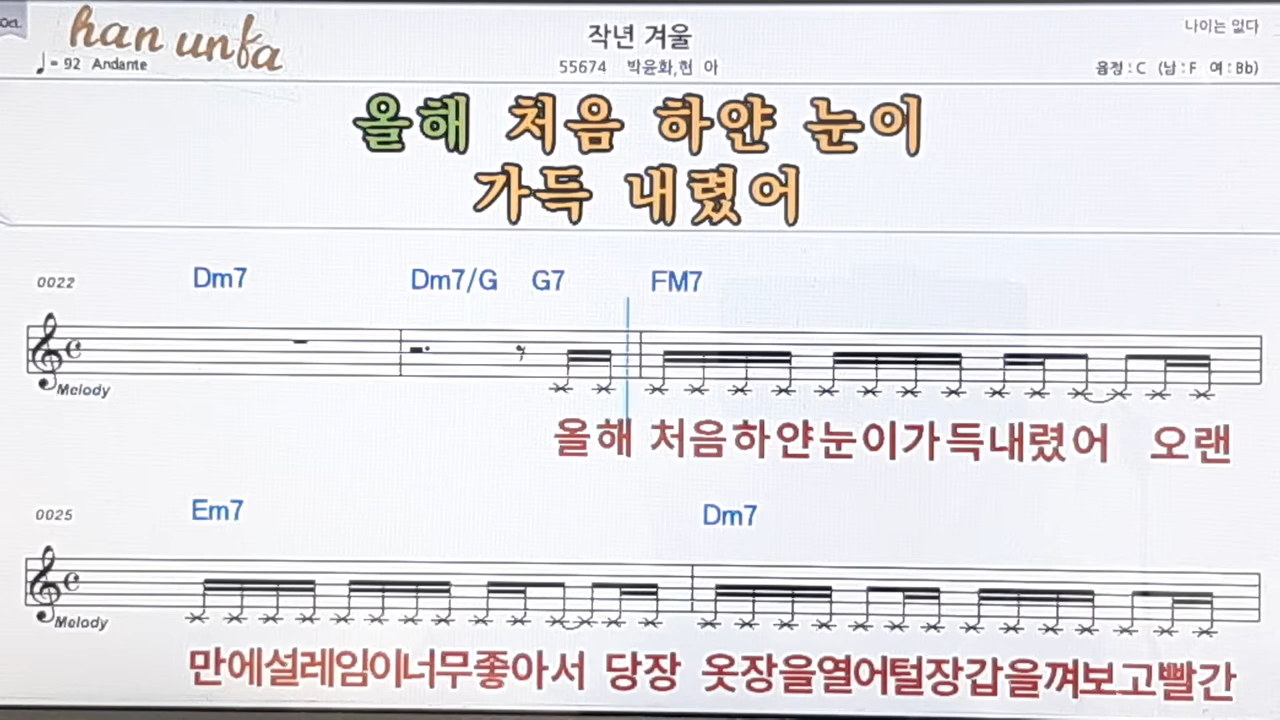 Oct.
han unfa
나이는 없다
작년 겨울
♩= 92 Andante
55674 박윤화,현 아
음정 : C (남 : F 여 : Bb)
올해 처음 하얀 눈이
가득 내렸어
0022 Dm7 Dm7/G G7 FM7
Melody
올해 처음하얀눈이가득내렸어 오랜
0025 Em7 Dm7
Melody
만에설레임이너무좋아서 당장 옷장을열어털장갑을껴보고빨간